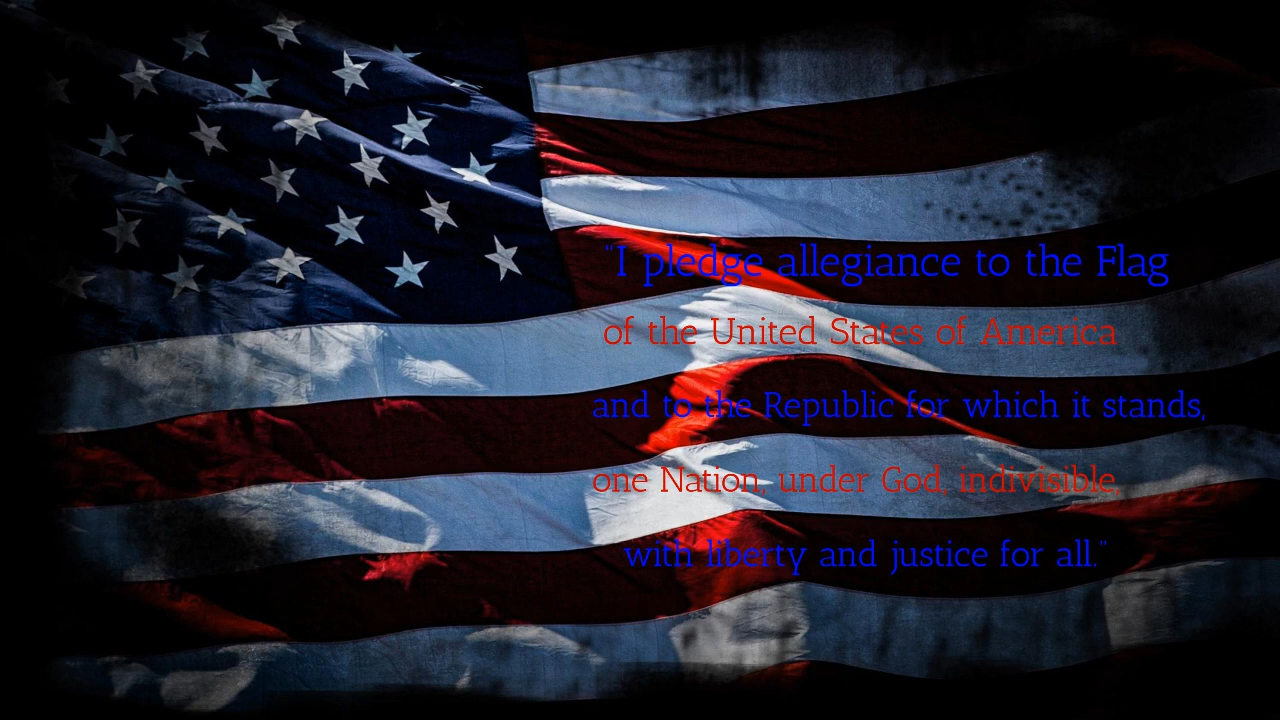 “I pledge allegiance to the Flag
of the United States of America
and to the Republic for which it stands,
one Nation, under God, indivisible,
with liberty and justice for all.”